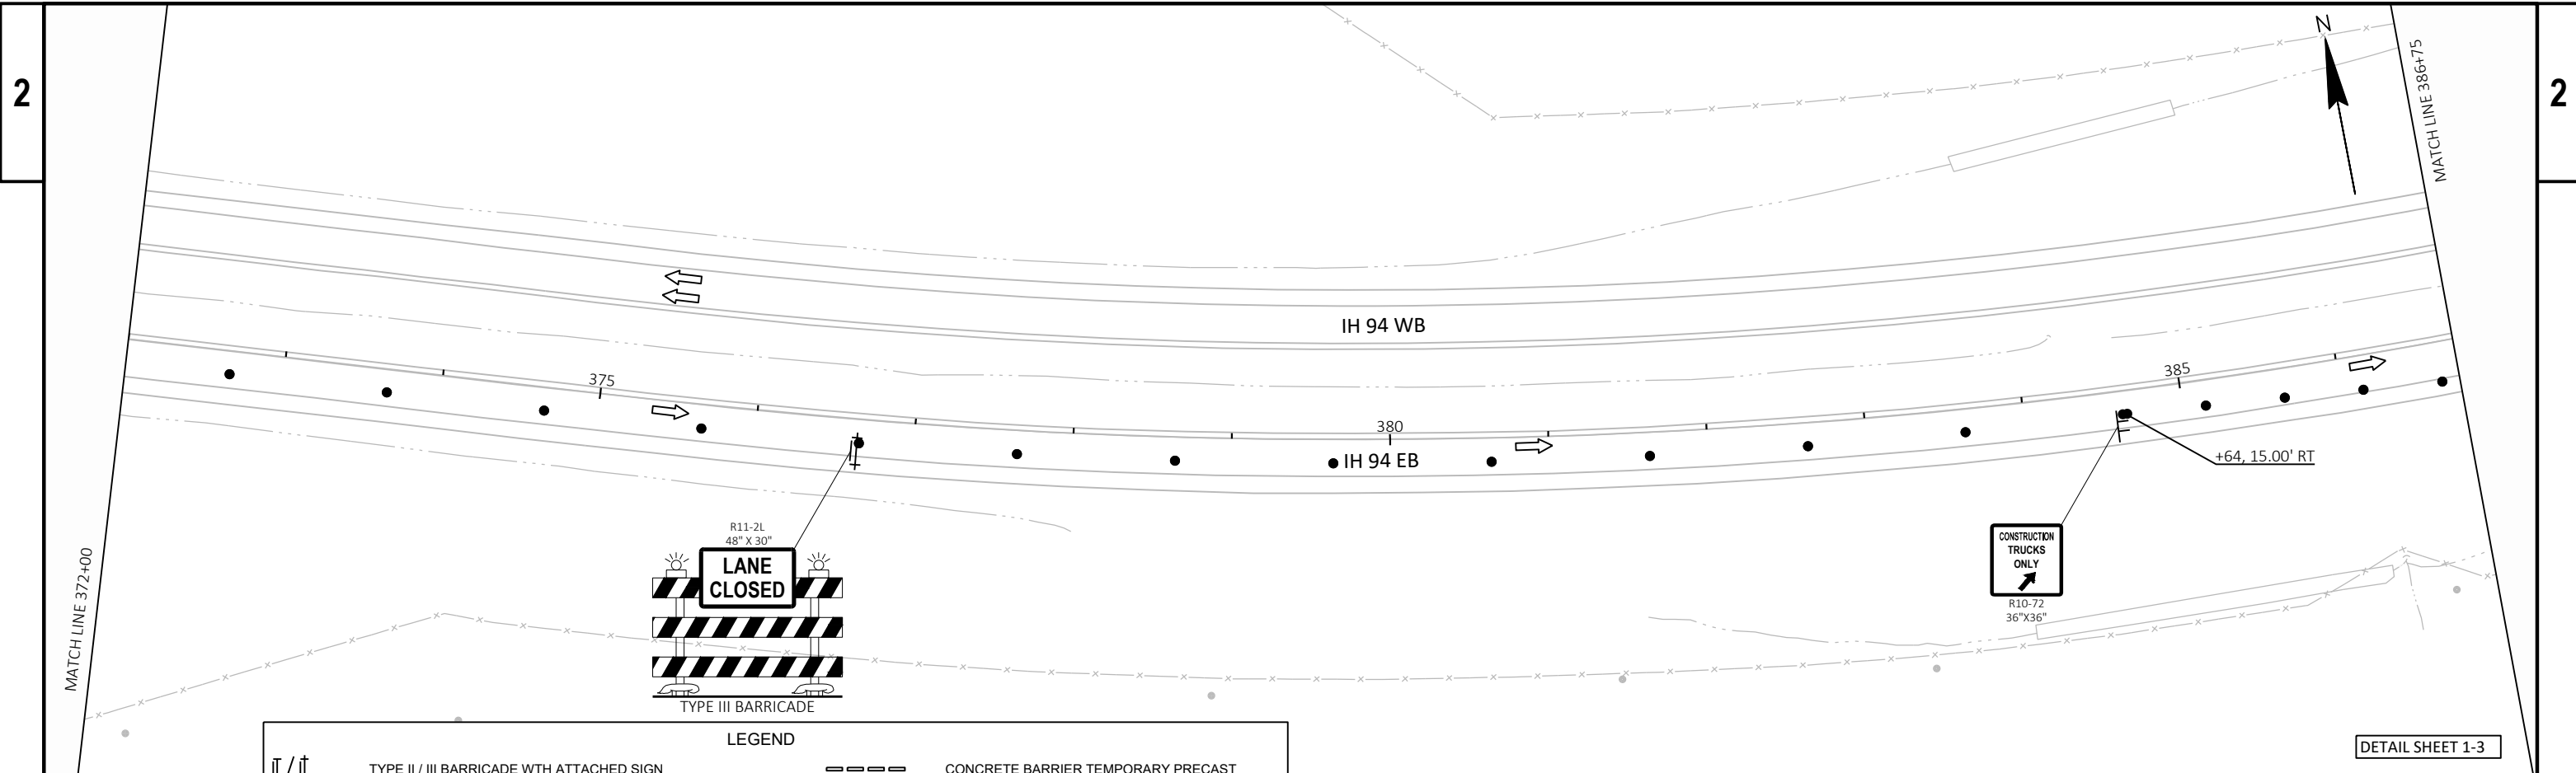 2
2
N
MATCH LINE 386+75
IH 94 WB
375
380
385
IH 94 EB
+64, 15.00' RT
MATCH LINE 372+00
R11-2L
48" X 30"
LANE
CLOSED
TYPE III BARRICADE
CONSTRUCTION
TRUCKS
ONLY
R10-72
36"X36"
LEGEND
TYPE II / III BARRICADE WTH ATTACHED SIGN
CONCRETE BARRIER TEMPORARY PRECAST
DETAIL SHEET 1-3